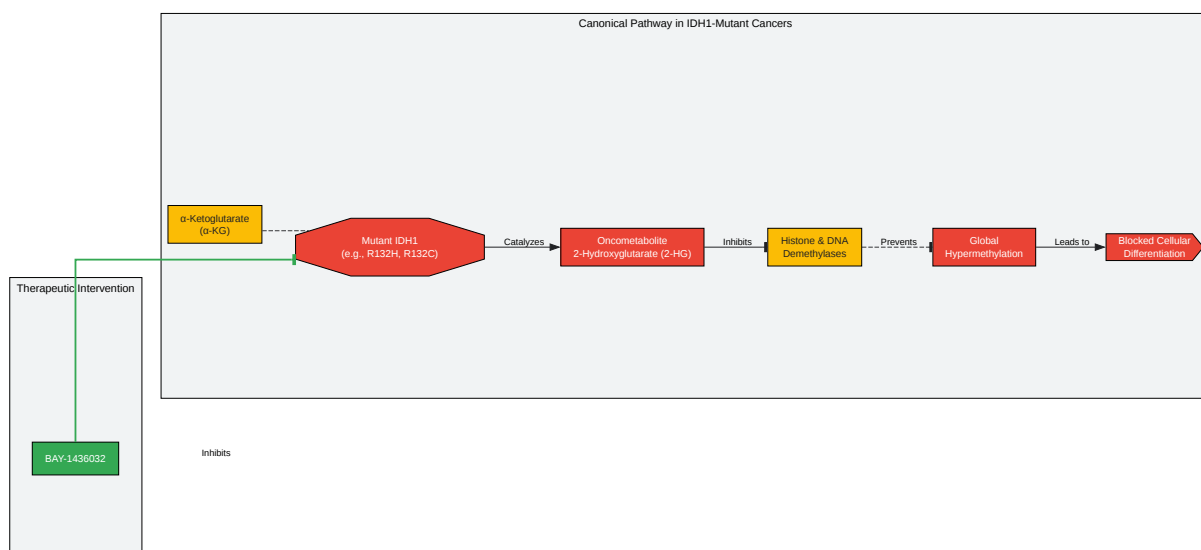 Canonical Pathway in IDH1-Mutant Cancers
α-Ketoglutarate
(α-KG)
Mutant IDH1
(e.g., R132H, R132C)
Catalyzes
Oncometabolite
2-Hydroxyglutarate (2-HG)
Inhibits
Histone & DNA
Demethylases
Prevents
Global
Hypermethylation
Leads to
Blocked Cellular
Differentiation
Therapeutic Intervention
BAY-1436032
Inhibits